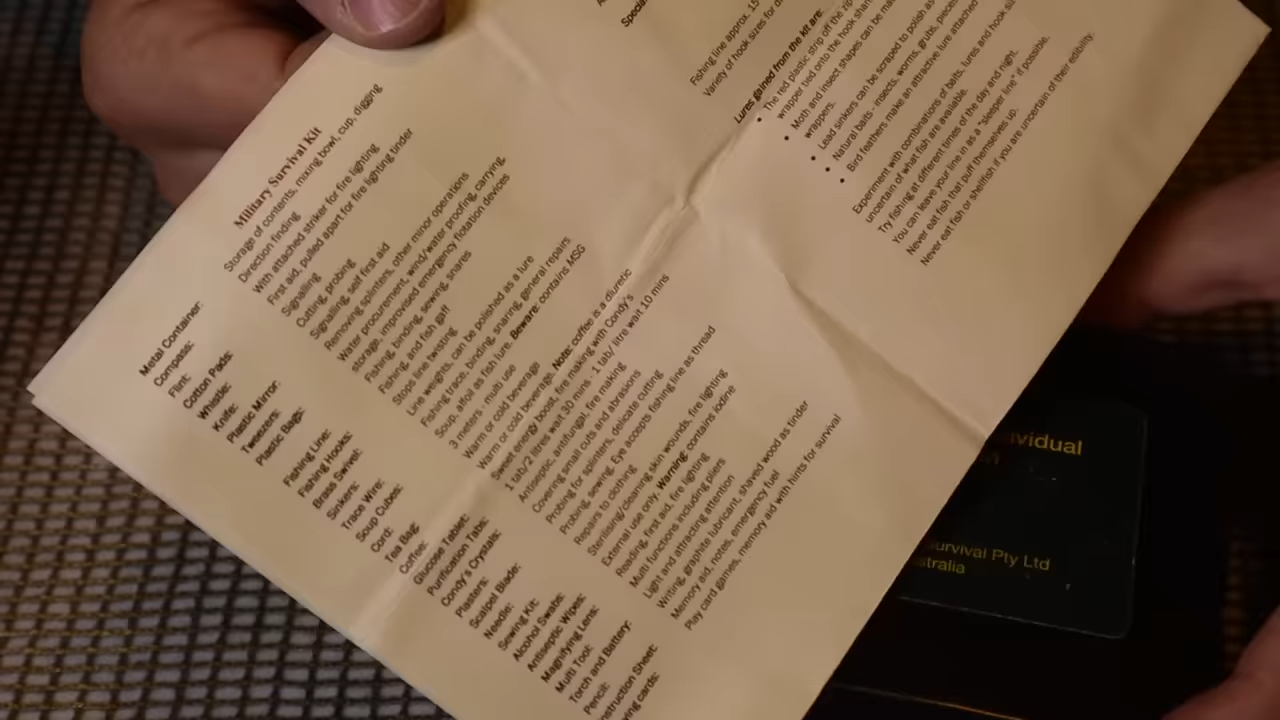 Military Survival Kit
Metal Container: Storage of contents, mixing bowl, cup, digging
Compass: Direction finding
Flint: With attached striker for fire lighting
Cotton Pads: First aid, pulled apart for fire lighting tinder
Whistle: Signalling
Knife: Cutting, probing
Plastic Mirror: Signalling, self first aid
Tweezers: Removing splinters, other minor operations
Plastic Bags: Water procurement, wind/water proofing, carrying,
storage, improvised emergency flotation devices
Fishing Line: Fishing, binding, sewing, snares
Fishing Hooks: Fishing, and fish gaff
Brass Swivel: Stops line twisting
Sinkers: Line weights, can be polished as a lure
Trace Wire: Fishing trace, binding, snaring, general repairs
Soup Cubes: Soup, alfoil as fish lure. Beware: contains MSG
Cord: 3 meters - multi use
Tea Bag: Warm or cold beverage
Coffee: Warm or cold beverage. Note: coffee is a diuretic
Glucose Tablet: Sweet energy boost, fire making with Condy's
Purification Tabs: 1 tab/2 litres wait 30 mins - 1 tab/ litre wait 10 mins
Condy's Crystals: Antiseptic, antifungal, fire making
Plasters: Covering small cuts and abrasions
Scalpel Blade: Probing for splinters, delicate cutting
Needle: Probing, sewing. Eye accepts fishing line as thread
Sewing Kit: Repairs to clothing
Alcohol Swabs: Sterilising/cleaning skin wounds, fire lighting
Antiseptic Wipes: External use only, Warning: contains iodine
Magnifying Lens: Reading, first aid, fire lighting
Multi Tool: Multi functions including pliers
Torch and Battery: Light and attracting attention
Pencil: Writing, graphite lubricant, shaved wood as tinder
struction Sheet: Memory aid, notes, emergency fuel
ying cards: Play card games, memory aid with hints for survival
Fishing line approx. 15
Variety of hook sizes for
Lures gained from the kit are:
• The red plastic strip off the
wrapper tied onto the hook
• Moth and insect shapes can be
wrappers.
• Lead sinkers can be scraped to polish
• Natural baits - insects, worms, grubs,
• Bird feathers make an attractive lure attached
Experiment with combinations of baits, lures and hook
uncertain of what fish are available.
Try fishing at different times of the day and night.
You can leave your line in as a "sleeper line" if possible.
Never eat fish that puff themselves up.
Never eat fish or shellfish if you are uncertain of their edibility.
ividual
urvival Pty Ltd
stralia